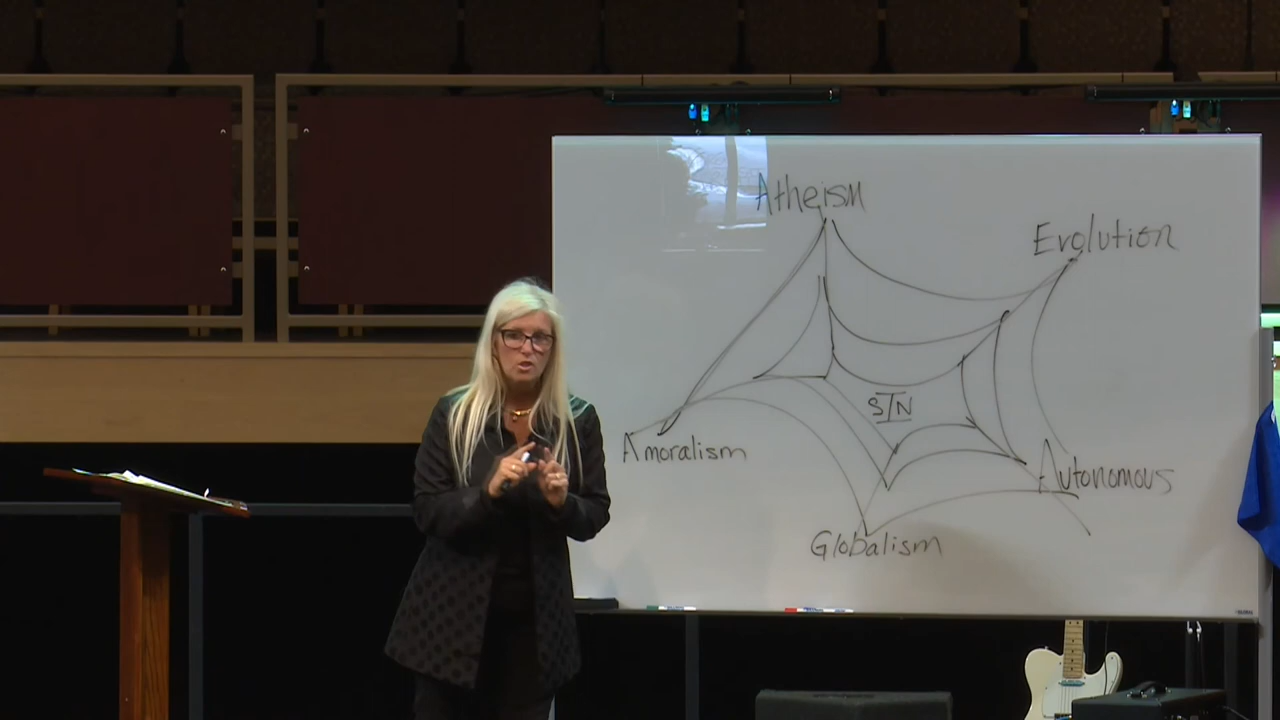 Atheism
Evolution
SIN
Amoralism
Autonomous
Globalism